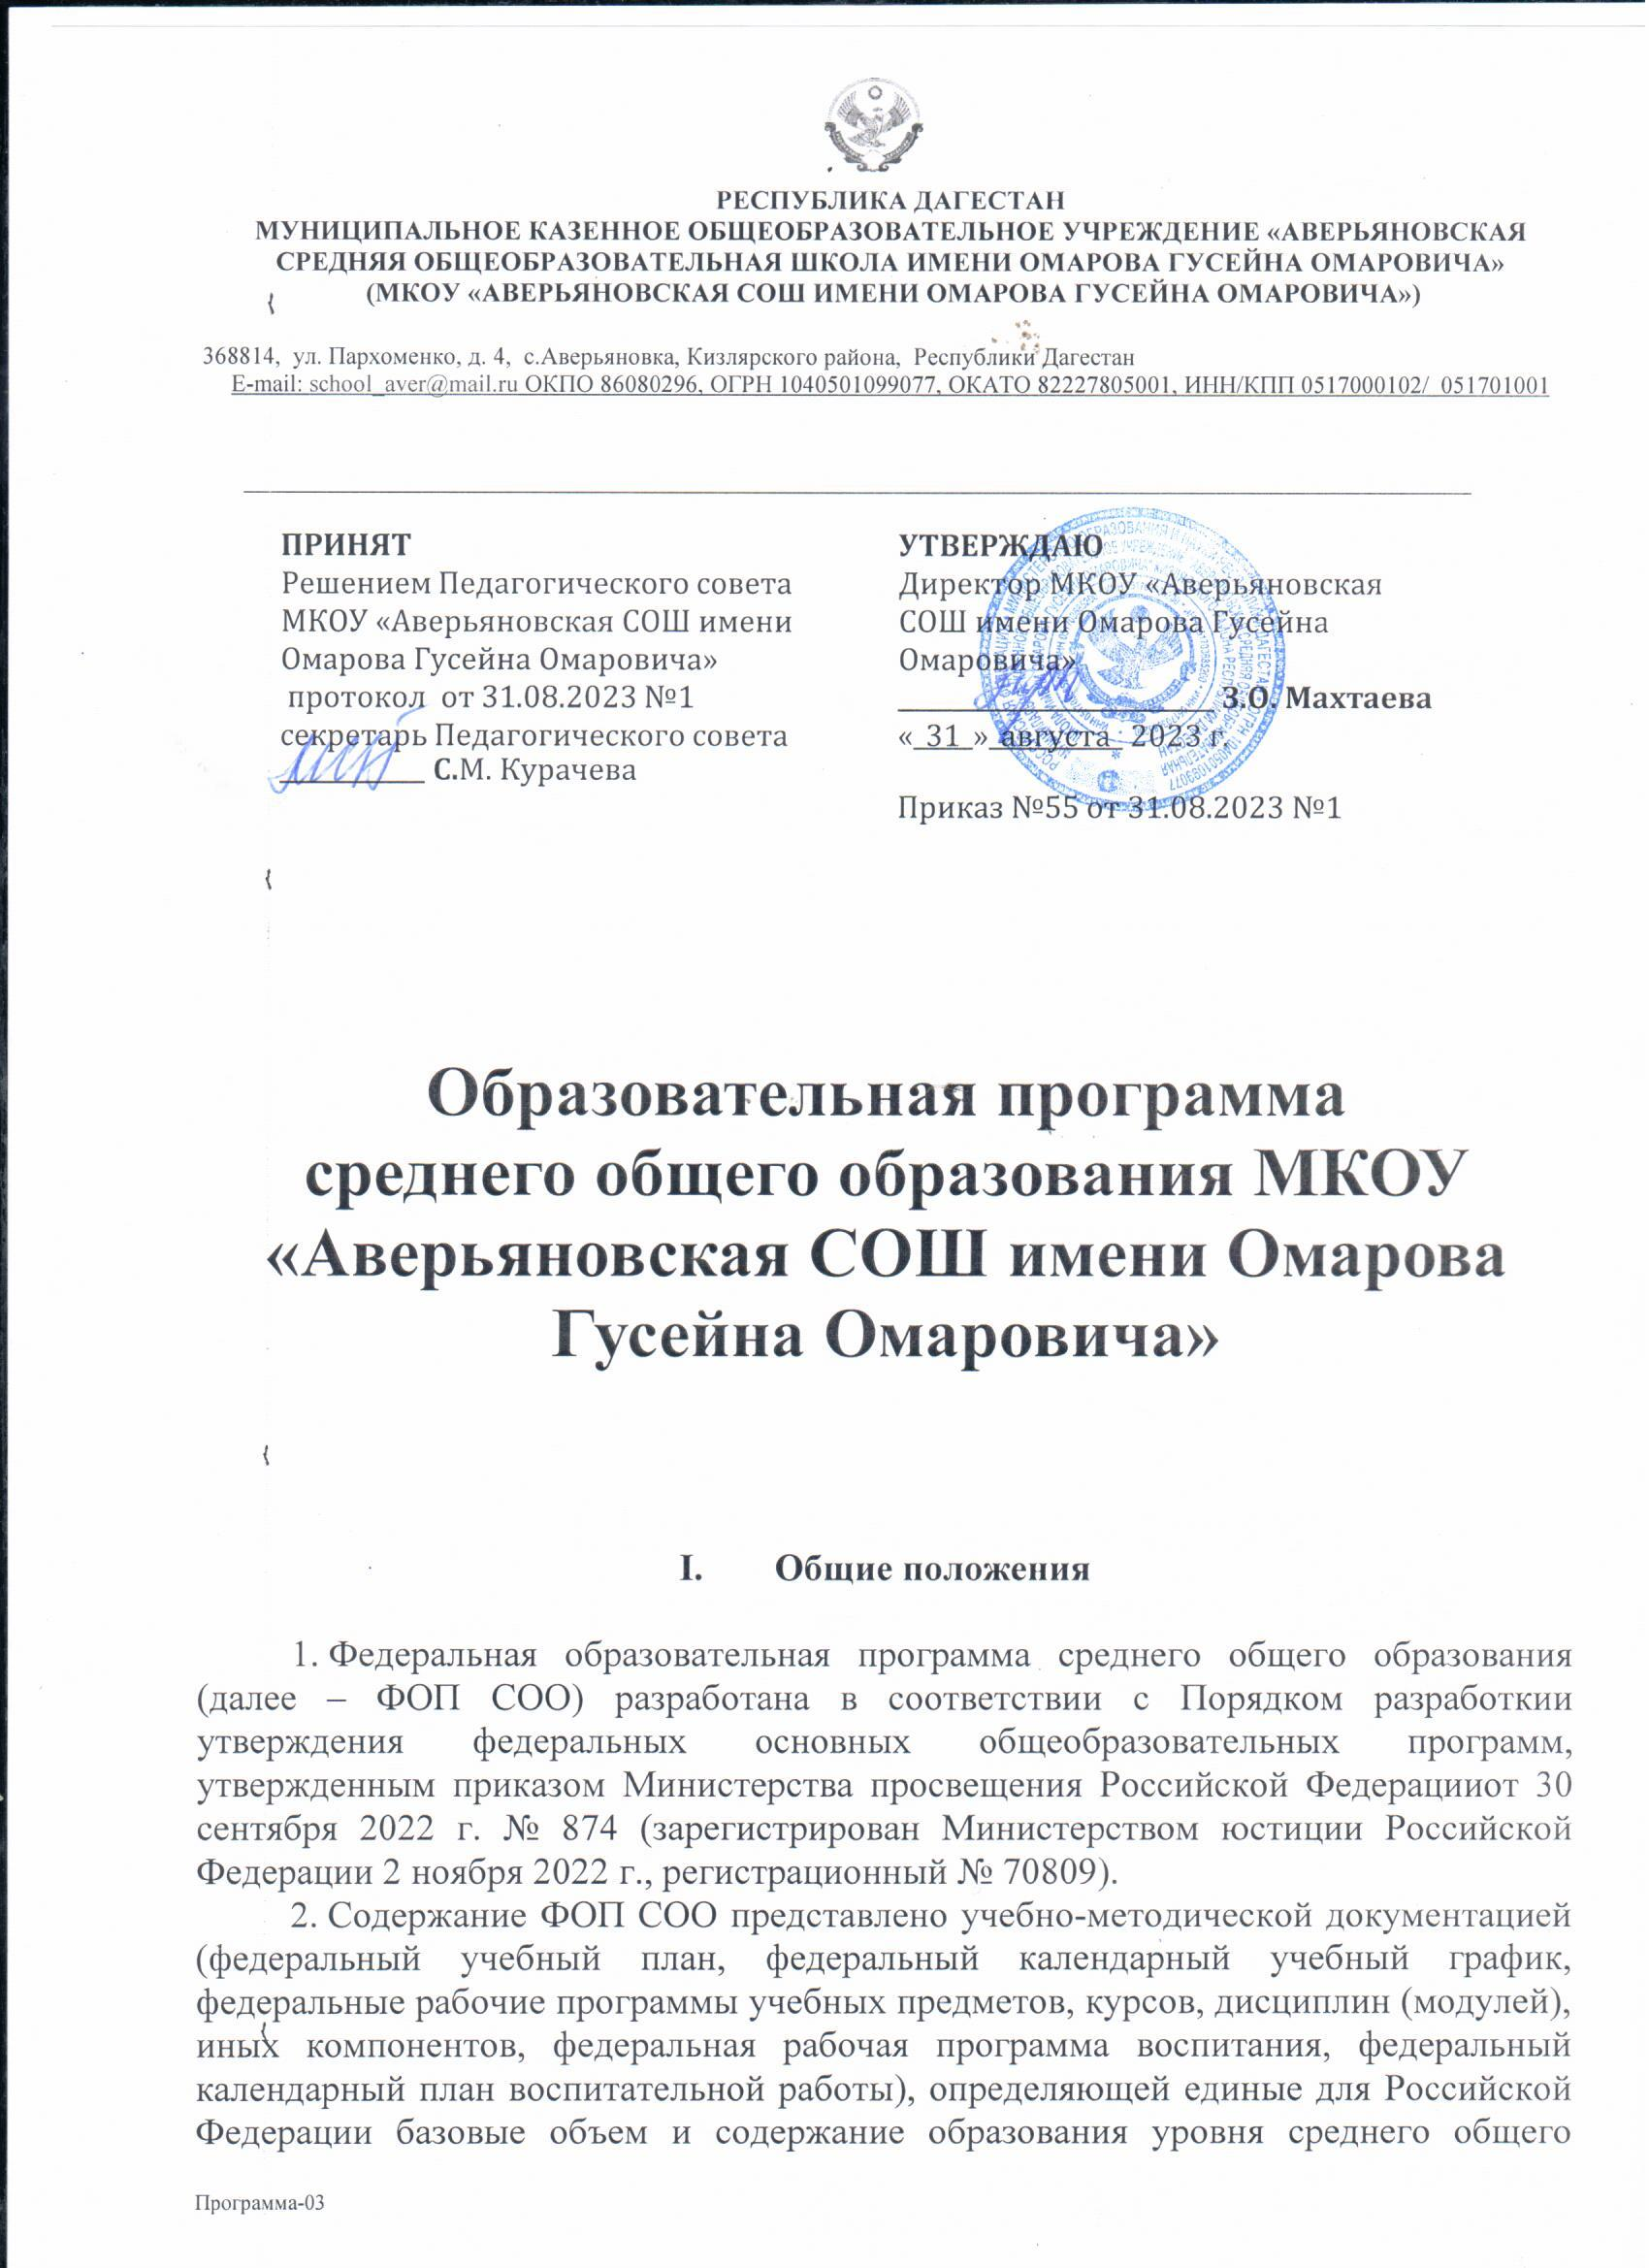 РЕСПУБЛИКА ДАГЕСТАН
МУНИЦИПАЛЬНОЕ КАЗЕННОЕ ОБЩЕОБРАЗОВАТЕЛЬНОЕ УЧРЕЖДЕНИЕ «АВЕРЬЯНОВСКАЯ
СРЕДНЯЯ ОБЩЕОБРАЗОВАТЕЛЬНАЯ ШКОЛА ИМЕНИ ОМАРОВА ГУСЕЙНА ОМАРОВИЧА»
(МКОУ «АВЕРЬЯНОВСКАЯ СОШ ИМЕНИ ОМАРОВА ГУСЕЙНА ОМАРОВИЧА»)
368814, ул. Пархоменко, д. 4, с.Аверьяновка, Кизлярского района, Республики Дагестан
E-mail: school_aver@mail.ru ОКПО 86080296, ОГРН 1040501099077, ОКАТО 82227805001, ИНН/КПП 0517000102/ 051701001
ПРИНЯТ
Решением Педагогического совета
МКОУ «Аверьяновская СОШ имени
Омарова Гусейна Омаровича»
протокол от 31.08.2023 №1
секретарь Педагогического совета
_________ С.М. Курачева
УТВЕРЖДАЮ
Директор МКОУ «Аверьяновская
СОШ имени Омарова Гусейна
Омаровича»
____________________ З.О. Махтаева
«_31_»_августа_ 2023 г.
Приказ №55 от 31.08.2023 №1
Образовательная программа
среднего общего образования МКОУ
«Аверьяновская СОШ имени Омарова
Гусейна Омаровича»
I. Общие положения
1. Федеральная образовательная программа среднего общего образования
(далее – ФОП СОО) разработана в соответствии с Порядком разработкии
утверждения федеральных основных общеобразовательных программ,
утвержденным приказом Министерства просвещения Российской Федерацииот 30
сентября 2022 г. № 874 (зарегистрирован Министерством юстиции Российской
Федерации 2 ноября 2022 г., регистрационный № 70809).
2. Содержание ФОП СОО представлено учебно-методической документацией
(федеральный учебный план, федеральный календарный учебный график,
федеральные рабочие программы учебных предметов, курсов, дисциплин (модулей),
иных компонентов, федеральная рабочая программа воспитания, федеральный
календарный план воспитательной работы), определяющей единые для Российской
Федерации базовые объем и содержание образования уровня среднего общего
Программа-03